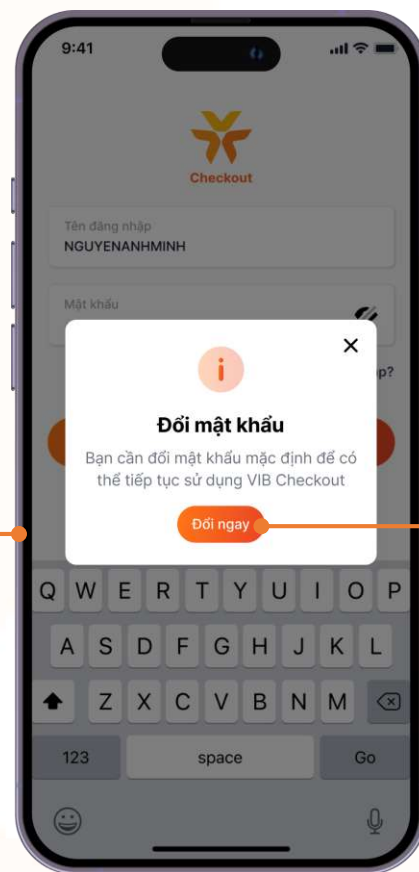 9:41
Checkout
Tên đăng nhập
NGUYENANHMINH
Mật khẩu
p?
Đổi mật khẩu
Bạn cần đổi mật khẩu mặc định để có
thể tiếp tục sử dụng VIB Checkout
Đổi ngay
Q W E R T Y U I O P
A S D F G H J K L
Z X C V B N M
123 space Go